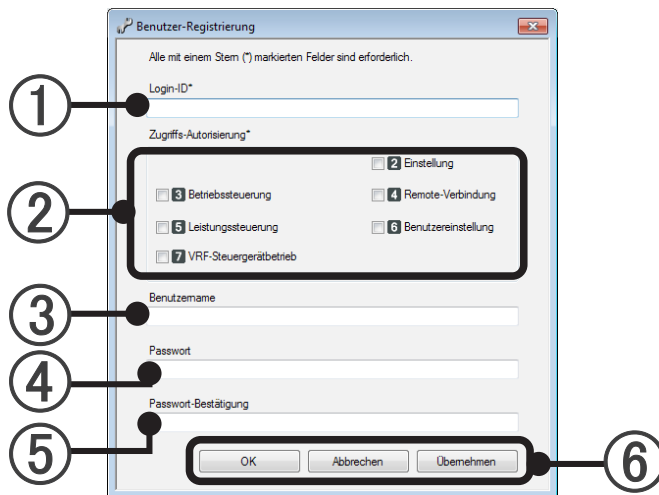 Benutzer-Registrierung
Alle mit einem Stern (*) markierten Felder sind erforderlich.
1
Login-ID*
Zugriffs-Autorisierung*
2 Einstellung
2
3 Betriebssteuerung
4 Remote-Verbindung
5 Leistungssteuerung
6 Benutzereinstellung
7 VRF-Steuergerätbetrieb
3
Benutzername
4
Passwort
5
Passwort-Bestätigung
OK
Abbrechen
Übernehmen
6